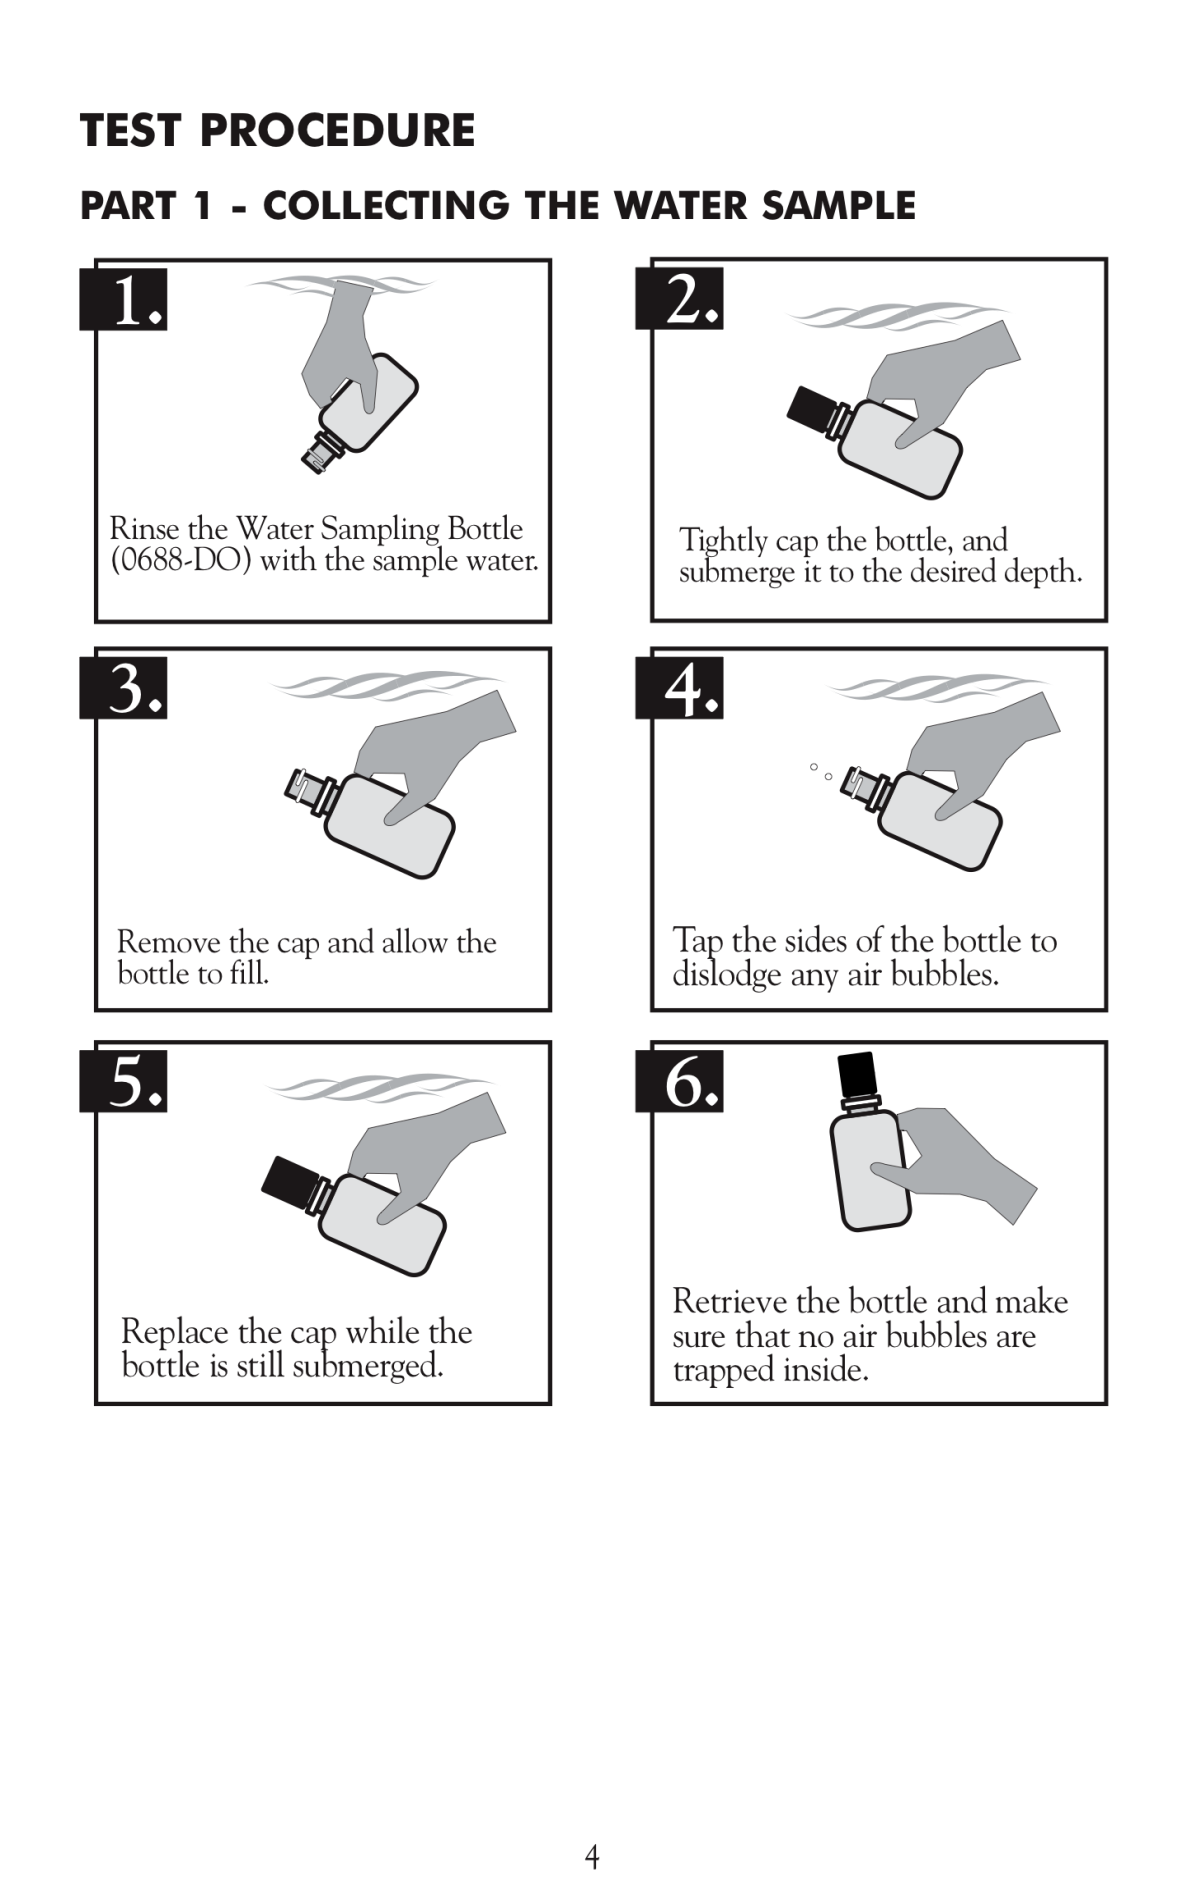 TEST PROCEDURE
PART 1 - COLLECTING THE WATER SAMPLE
1.
Rinse the Water Sampling Bottle
(0688-DO) with the sample water.
2.
Tightly cap the bottle, and
submerge it to the desired depth.
3.
Remove the cap and allow the
bottle to fill.
4.
Tap the sides of the bottle to
dislodge any air bubbles.
5.
Replace the cap while the
bottle is still submerged.
6.
Retrieve the bottle and make
sure that no air bubbles are
trapped inside.
4